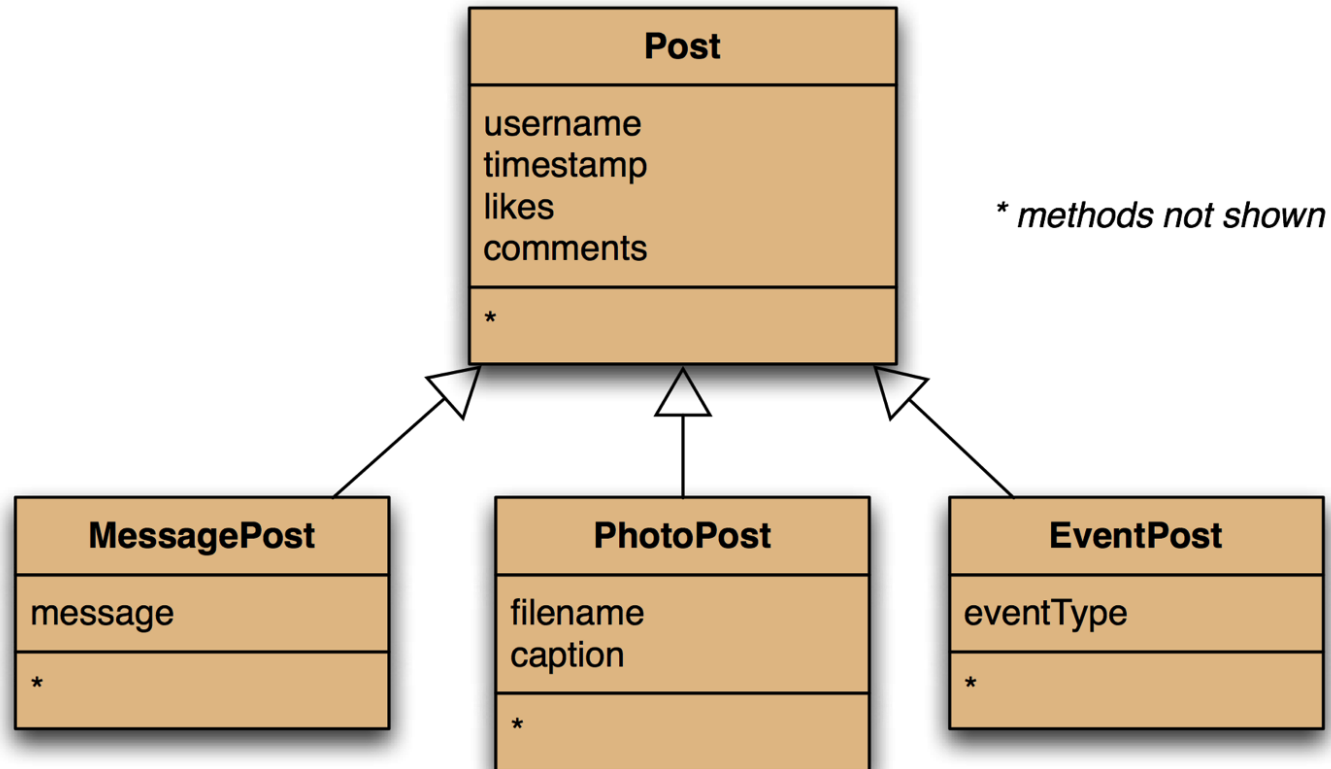 Post
username
timestamp
likes
comments
*
* methods not shown
MessagePost
message
*
PhotoPost
filename
caption
*
EventPost
eventType
*